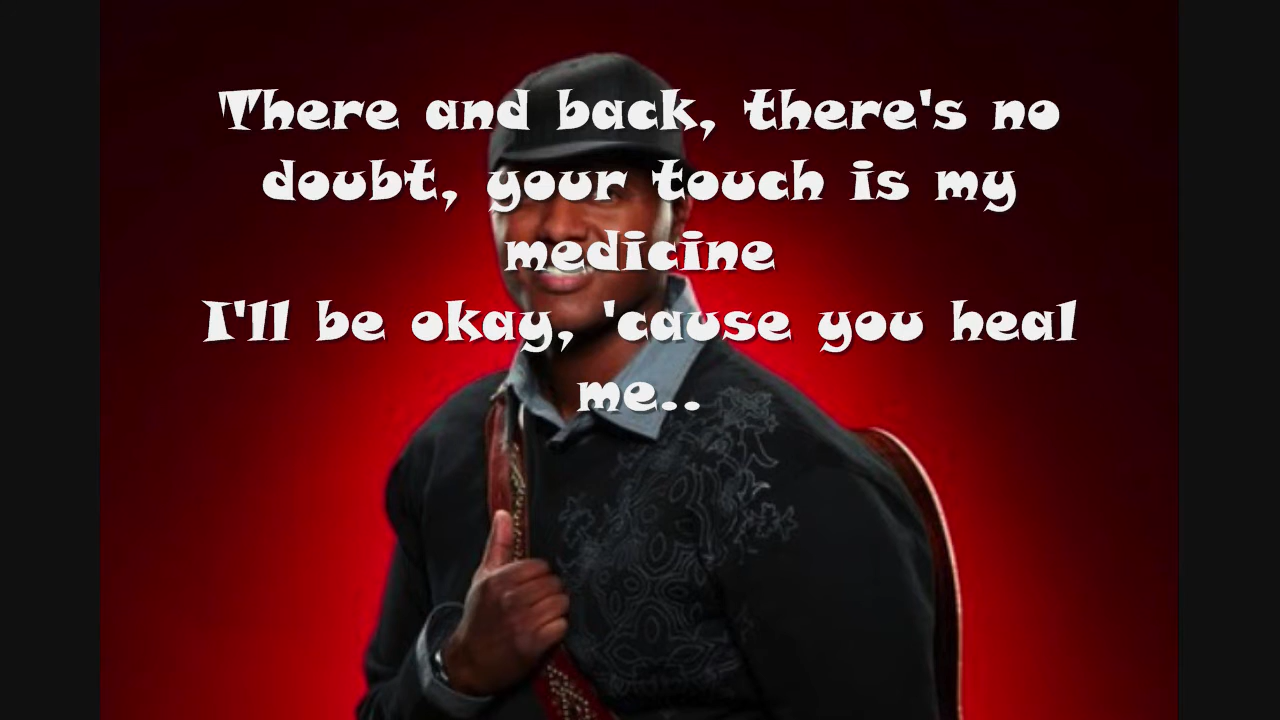 There and back, there's no
doubt, your touch is my
medicine
I'll be okay, 'cause you heal
me..